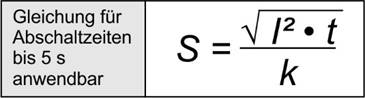 Gleichung für
Abschaltzeiten
bis 5 s
anwendbar
S = √I² • t / k